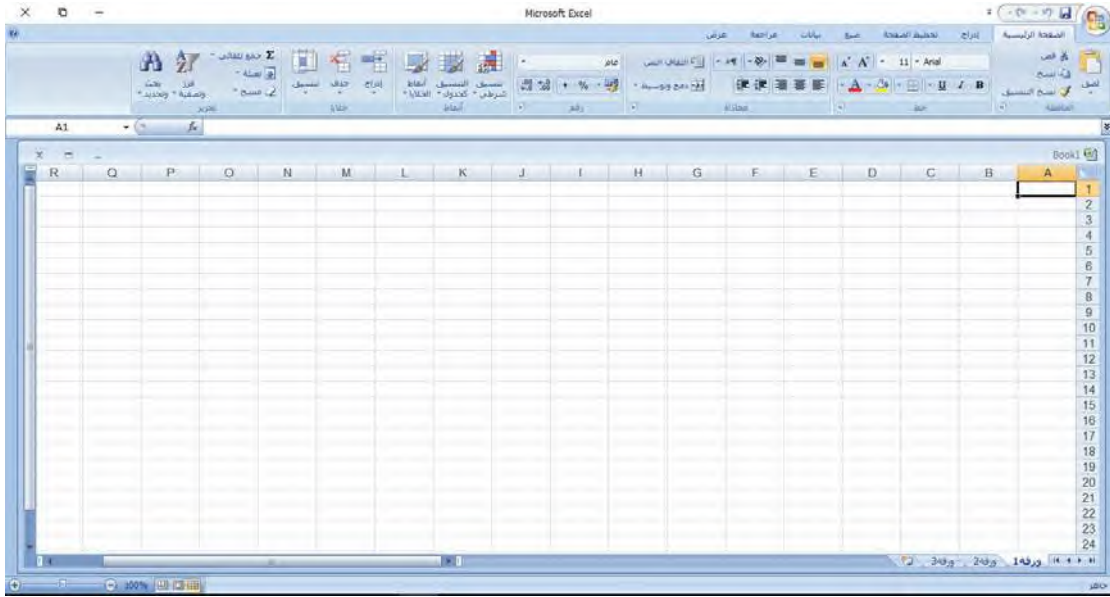 Microsoft Excel
الصفحة الرئيسية إدراج تخطيط الصفحة صيغ بيانات مراجعة عرض
قص
نسخ
نسخ التنسيق
لصق
Arial 11
B I U
التفاف النص
دمج وتوسيط
عام
%
تنسيق شرطي
التنسيق كجدول
أنماط الخلايا
إدراج
حذف
تنسيق
Σ جمع تلقائي
تعبئة
مسح
فرز وتصفية
بحث وتحديد
الحافظة خط محاذاة رقم أنماط خلايا تحرير
A1 fx
Book1
A B C D E F G H I J K L M N O P Q R
1
2
3
4
5
6
7
8
9
10
11
12
13
14
15
16
17
18
19
20
21
22
23
24
ورقة1 ورقة2 ورقة3
جاهز
100%